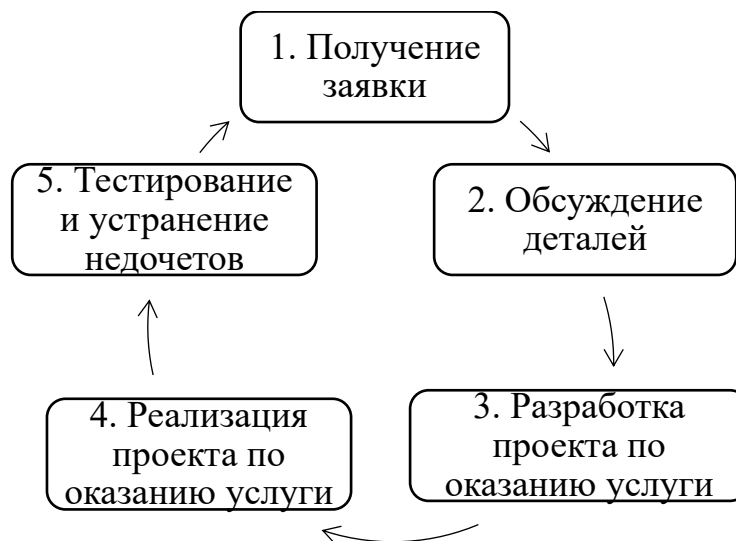 1. Получение
заявки
2. Обсуждение
деталей
3. Разработка
проекта по
оказанию услуги
4. Реализация
проекта по
оказанию услуги
5. Тестирование
и устранение
недочетов